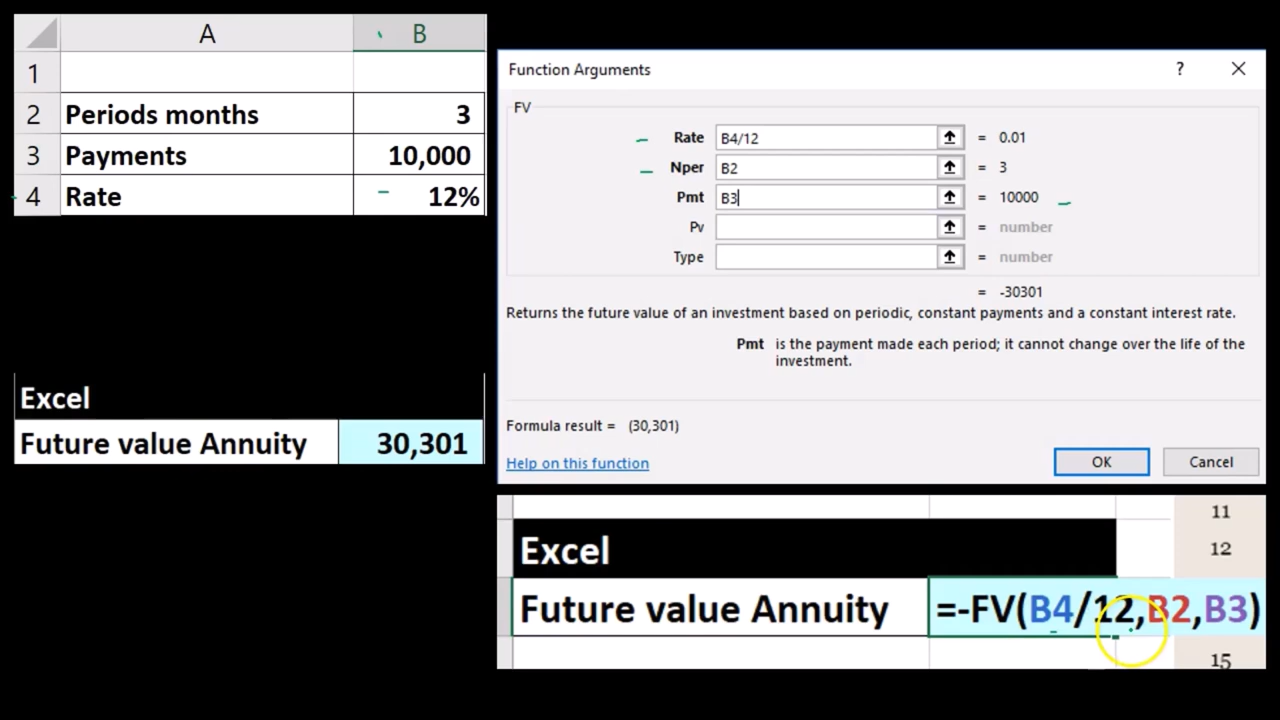 A B
1
2 Periods months 3
3 Payments 10,000
4 Rate 12%
Excel
Future value Annuity 30,301
Function Arguments ?
FV
Rate B4/12 = 0.01
Nper B2 = 3
Pmt B3 = 10000
Pv = number
Type = number
= -30301
Returns the future value of an investment based on periodic, constant payments and a constant interest rate.
Pmt is the payment made each period; it cannot change over the life of the
investment.
Formula result = (30,301)
Help on this function OK Cancel
11
Excel 12
Future value Annuity =-FV(B4/12,B2,B3)
15